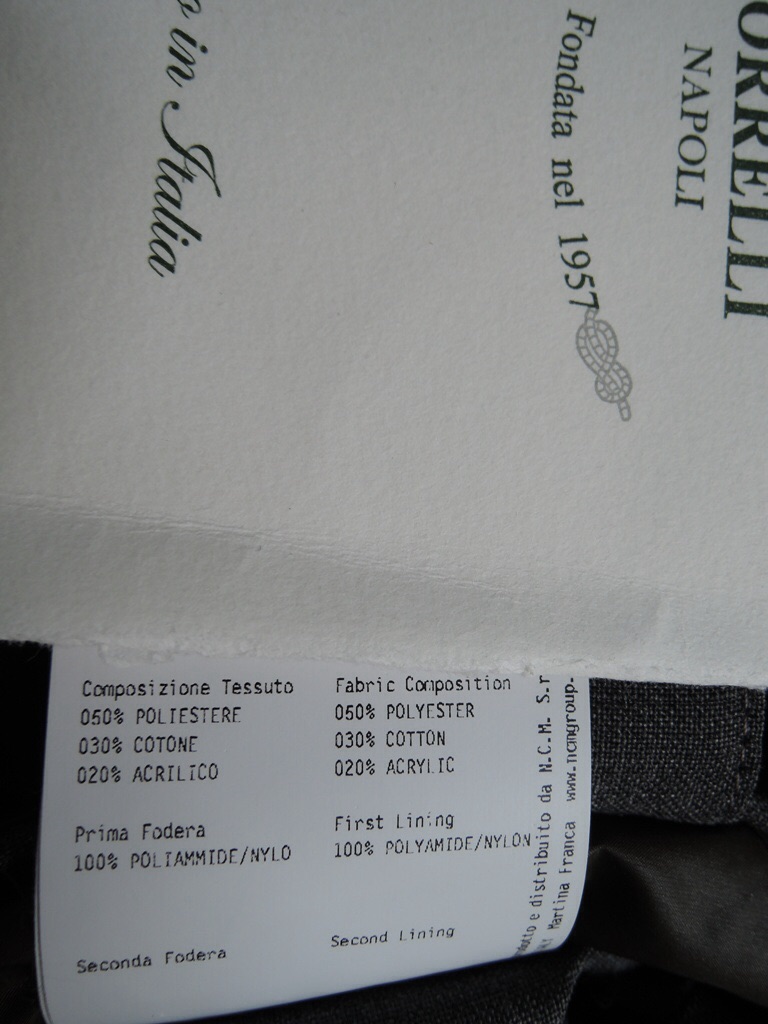 ORRELLI
NAPOLI
Fondata nel 1957
in Italia
Composizione Tessuto
050% POLIESTERE
030% COTONE
020% ACRILICO
Prima Fodera
100% POLIAMMIDE/NYLO
Seconda Fodera
Fabric Composition
050% POLYESTER
030% COTTON
020% ACRYLIC
First Lining
100% POLYAMIDE/NYLON
Second Lining
e distribuito da N.C.M. S.r
Martina Franca www.ncmgroup.